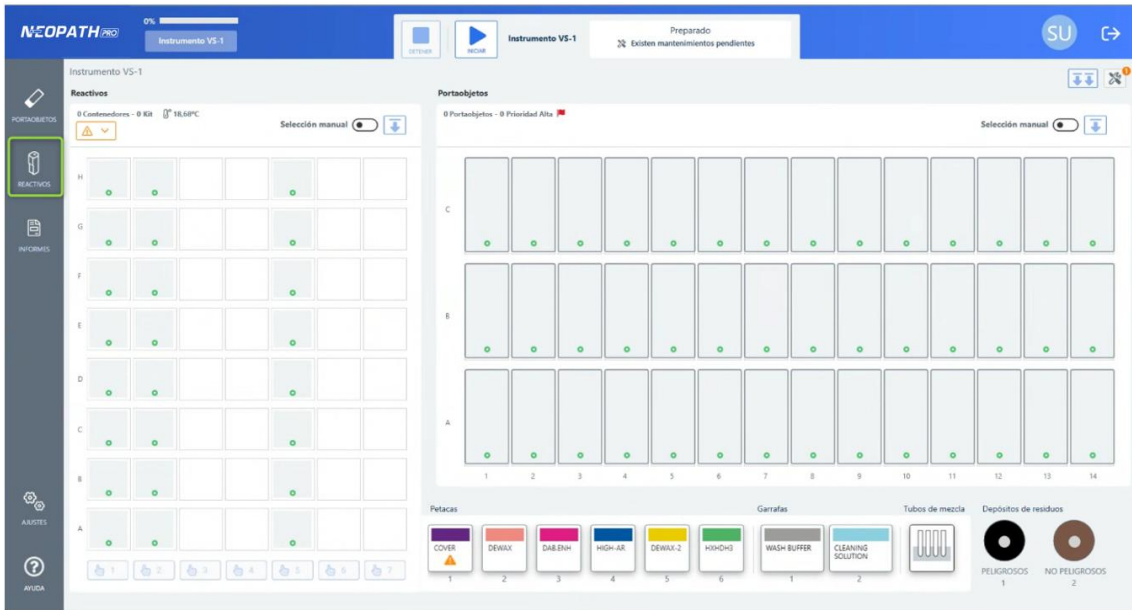 NEOPATH PRO
0%
Instrumento VS-1
DETENER
INICIAR
Instrumento VS-1
Preparado
Existen mantenimientos pendientes
SU
PORTAOBJETOS
REACTIVOS
INFORMES
AJUSTES
AYUDA
Instrumento VS-1
1
Reactivos
0 Contenedores - 0 Kit 18,68ºC
Selección manual
H
G
F
E
D
C
B
A
1 2 3 4 5 6 7
Portaobjetos
0 Portaobjetos - 0 Prioridad Alta
Selección manual
C
B
A
1 2 3 4 5 6 7 8 9 10 11 12 13 14
Petacas
COVER DEWAX DAB.ENH HIGH-AR DEWAX-2 HXHDH3
1 2 3 4 5 6
Garrafas
WASH BUFFER CLEANING SOLUTION
1 2
Tubos de mezcla
Depósitos de residuos
PELIGROSOS NO PELIGROSOS
1 2